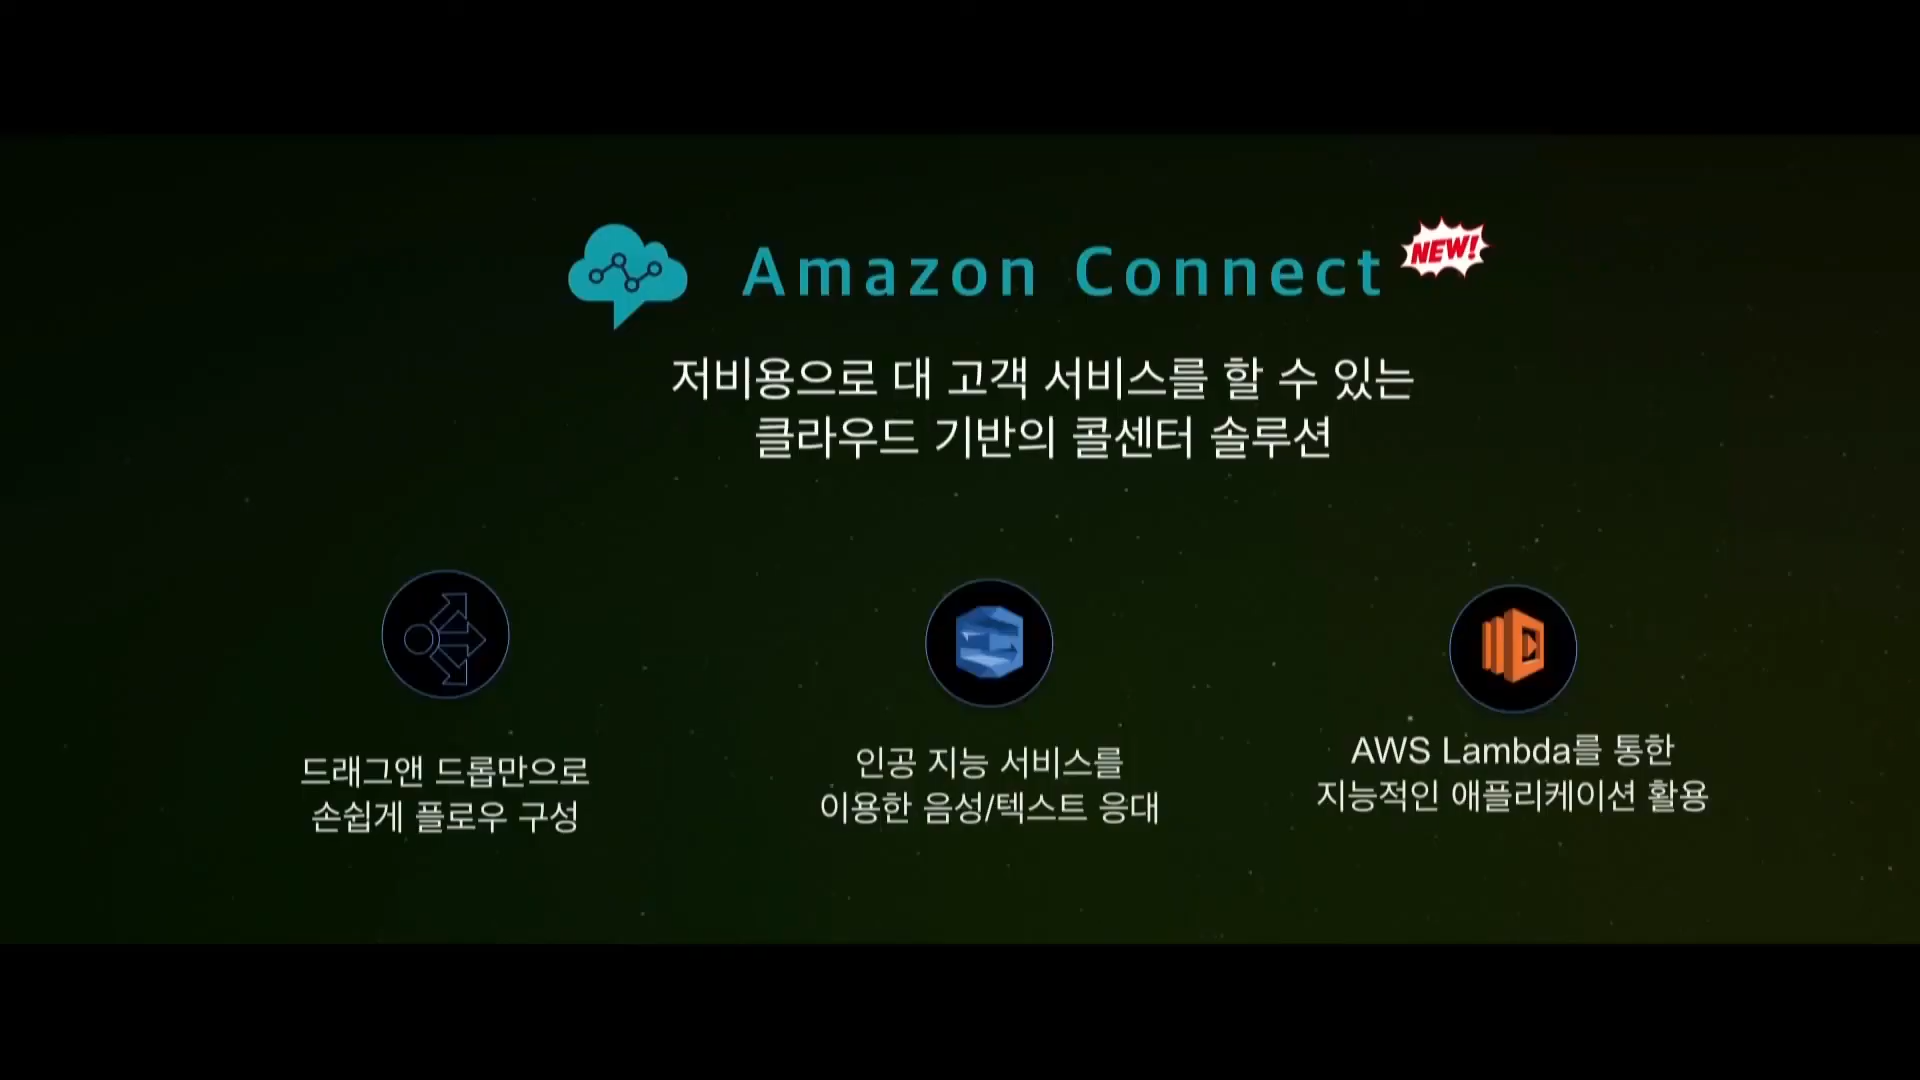 Amazon Connect
NEW!
저비용으로 대 고객 서비스를 할 수 있는
클라우드 기반의 콜센터 솔루션
드래그앤 드롭만으로
손쉽게 플로우 구성
인공 지능 서비스를
이용한 음성/텍스트 응대
AWS Lambda를 통한
지능적인 애플리케이션 활용